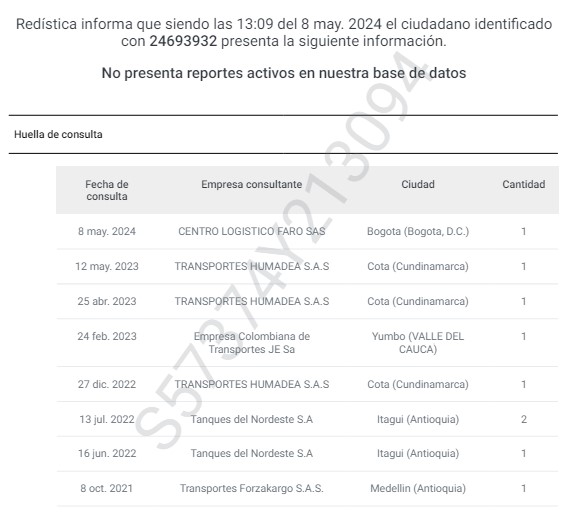 Redística informa que siendo las 13:09 del 8 may. 2024 el ciudadano identificado
con 24693932 presenta la siguiente información.
No presenta reportes activos en nuestra base de datos
Huella de consulta
Fecha de consulta Empresa consultante Ciudad Cantidad
8 may. 2024 CENTRO LOGISTICO FARO SAS Bogota (Bogota, D.C.) 1
12 may. 2023 TRANSPORTES HUMADEA S.A.S Cota (Cundinamarca) 1
25 abr. 2023 TRANSPORTES HUMADEA S.A.S Cota (Cundinamarca) 1
24 feb. 2023 Empresa Colombiana de Transportes JE Sa Yumbo (VALLE DEL CAUCA) 1
27 dic. 2022 TRANSPORTES HUMADEA S.A.S Cota (Cundinamarca) 1
13 jul. 2022 Tanques del Nordeste S.A Itagui (Antioquia) 2
16 jun. 2022 Tanques del Nordeste S.A Itagui (Antioquia) 1
8 oct. 2021 Transportes Forzakargo S.A.S. Medellin (Antioquia) 1
S57374Y213094